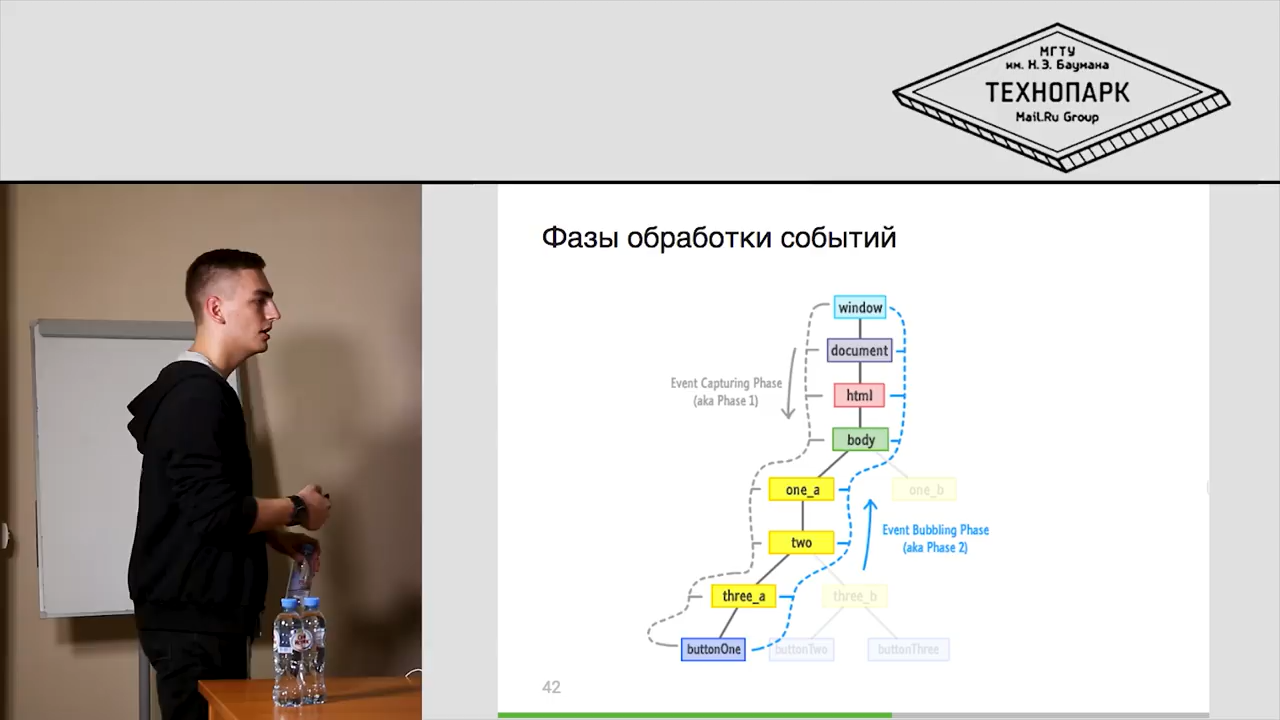 МГТУ
им. Н.Э. Баумана
ТЕХНОПАРК
Mail.Ru Group
Фазы обработки событий
window
document
Event Capturing Phase
(aka Phase 1)
html
body
one_a
one_b
Event Bubbling Phase
(aka Phase 2)
two
three_a
three_b
buttonOne
buttonTwo
buttonThree
42